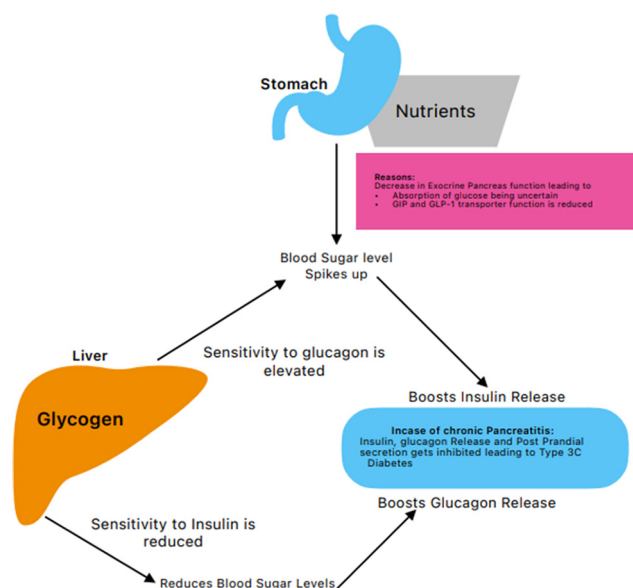 Stomach
Nutrients
Reasons:
Decrease in Exocrine Pancreas function leading to
• Absorption of glucose being uncertain
• GIP and GLP-1 transporter function is reduced
Blood Sugar level
Spikes up
Liver
Sensitivity to glucagon is
elevated
Glycogen
Boosts Insulin Release
Incase of chronic Pancreatitis:
Insulin, glucagon Release and Post Prandial
secretion gets inhibited leading to Type 3C
Diabetes
Boosts Glucagon Release
Sensitivity to Insulin is
reduced
Reduces Blood Sugar Levels